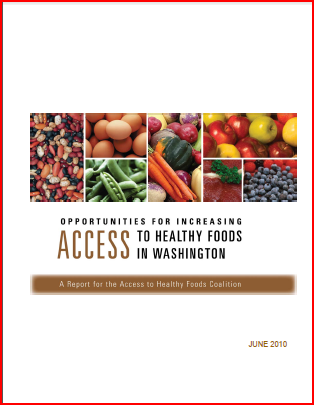 OPPORTUNITIES FOR INCREASING
ACCESS TO HEALTHY FOODS
IN WASHINGTON
A Report for the Access to Healthy Foods Coalition
JUNE 2010